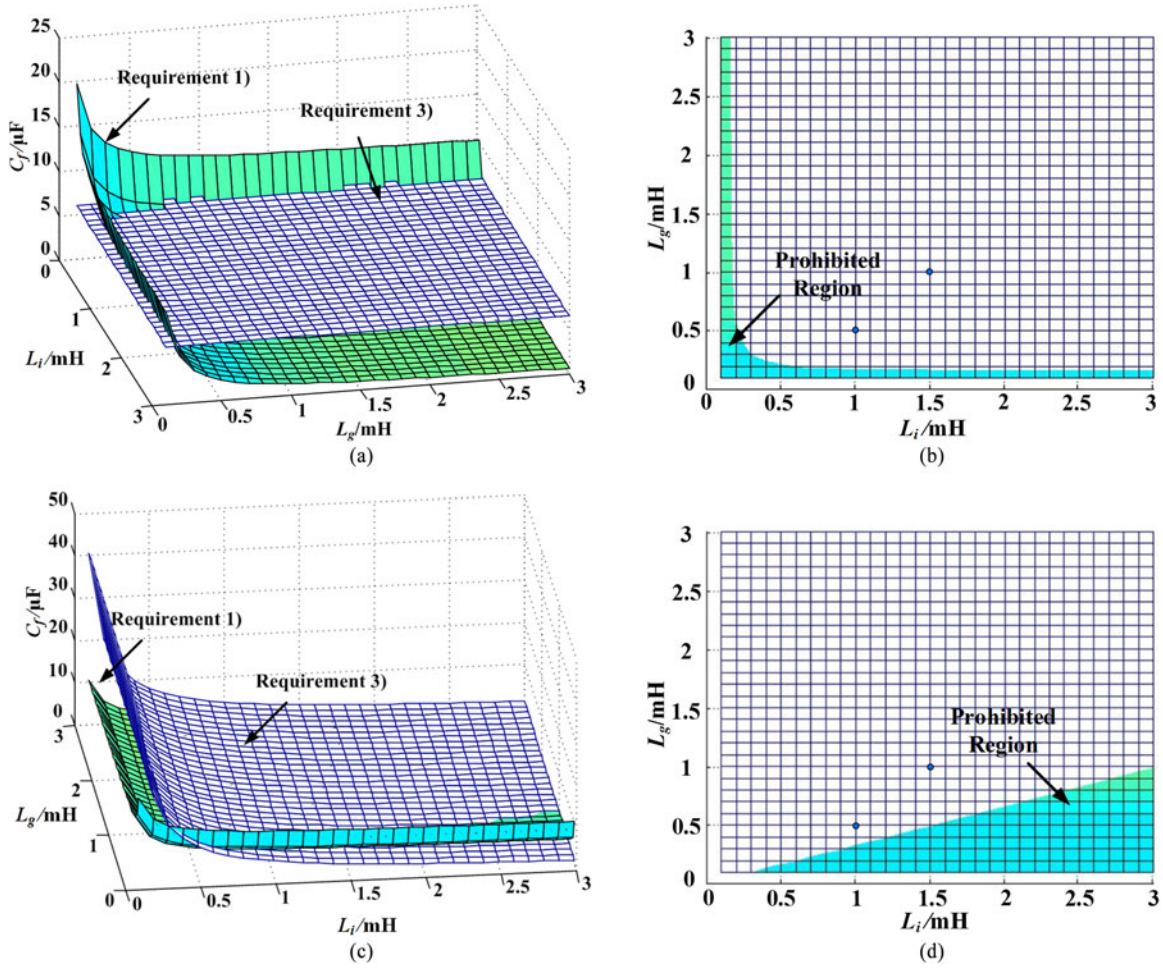 25
20
15
10
5
0
C_f/μF
Requirement 1)
Requirement 3)
0
1
2
3
L_i/mH
0
0.5
1
1.5
2
2.5
3
L_g/mH
(a)
3
2.5
2
1.5
1
0.5
0
L_g/mH
Prohibited
Region
0
0.5
1
1.5
2
2.5
3
L_i/mH
(b)
50
40
30
20
10
0
C_f/μF
Requirement 1)
Requirement 3)
3
2
1
0
L_g/mH
0
0.5
1
1.5
2
2.5
3
L_i/mH
(c)
3
2.5
2
1.5
1
0.5
0
L_g/mH
Prohibited
Region
0
0.5
1
1.5
2
2.5
3
L_i/mH
(d)